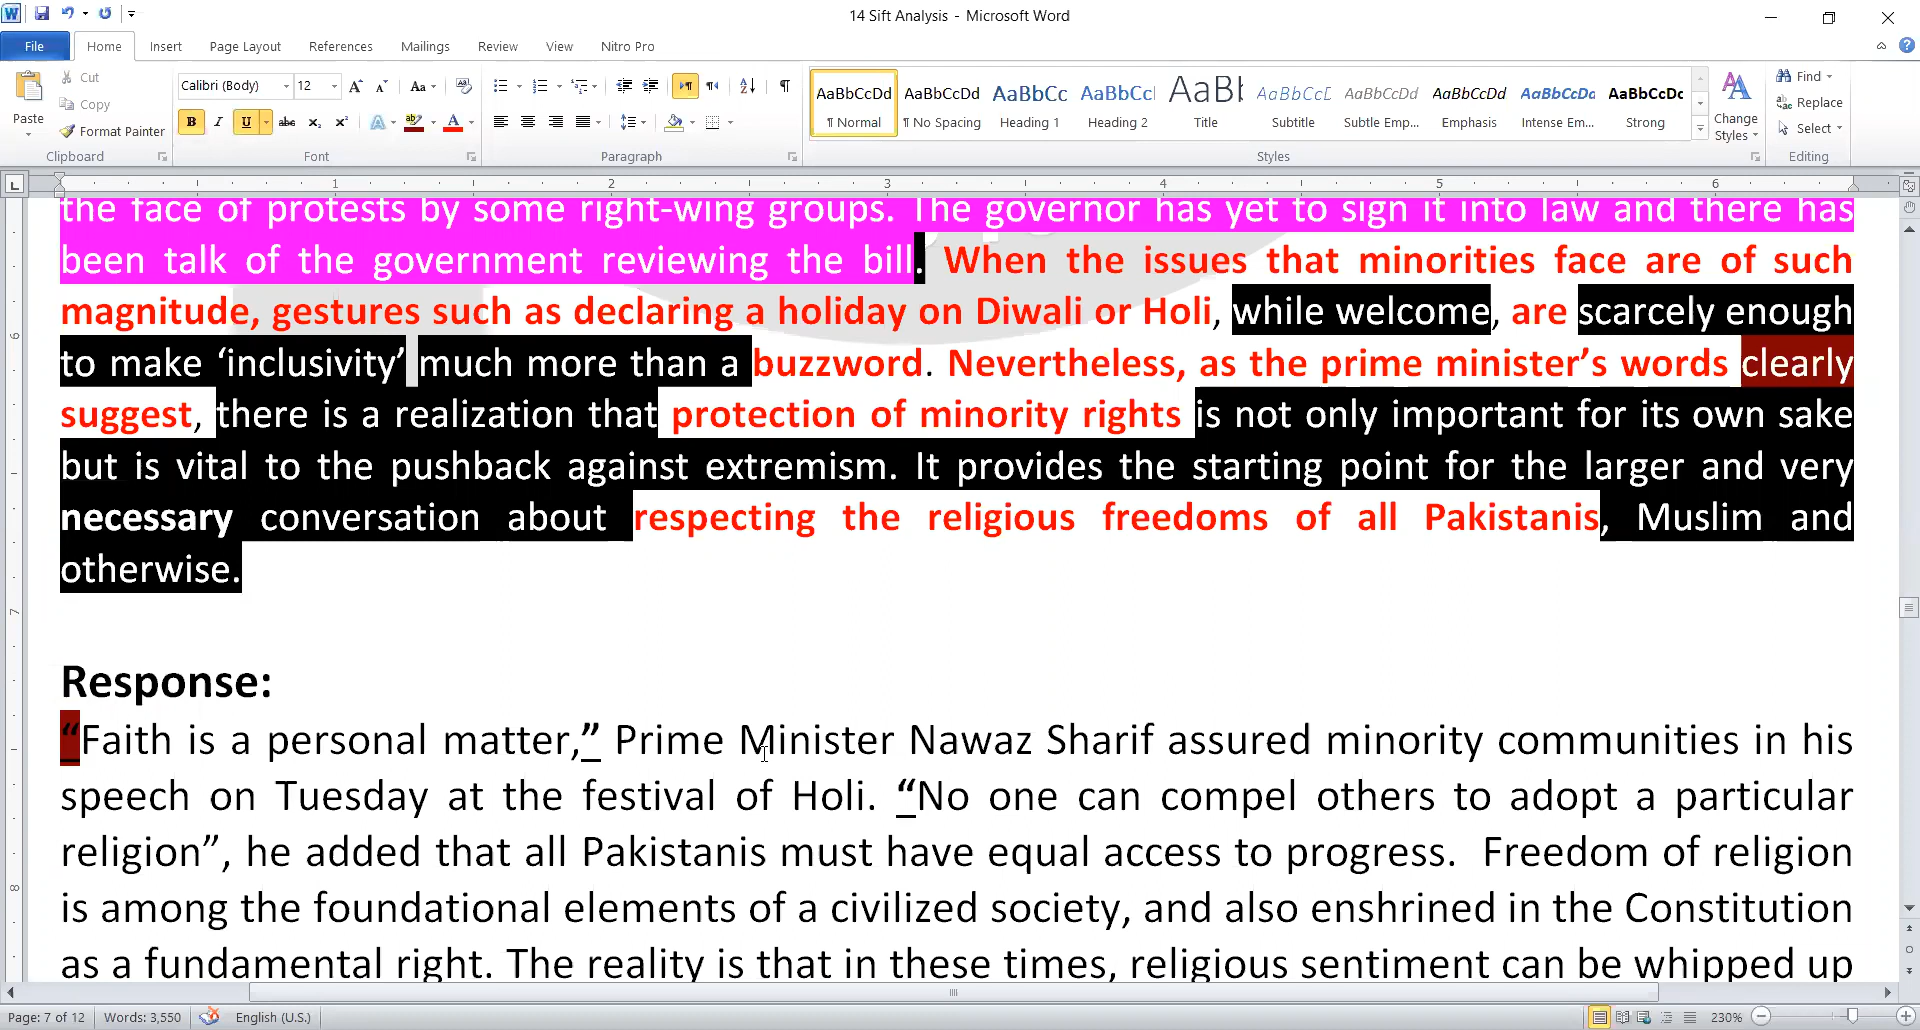 14 Sift Analysis - Microsoft Word
File Home Insert Page Layout References Mailings Review View Nitro Pro
Paste Cut Copy Format Painter Clipboard
Calibri (Body) 12 Font
Paragraph
AaBbCcDd AaBbCcDd AaBbCc AaBbCc AaBb AaBbCc AaBbCcDd AaBbCcDd AaBbCcDd AaBbCcDc
¶ Normal ¶ No Spacing Heading 1 Heading 2 Title Subtitle Subtle Emp... Emphasis Intense Em... Strong
Styles
Change Styles
Find Replace Select Editing
1 2 3 4 5 6
the face of protests by some right-wing groups. The governor has yet to sign it into law and there has
been talk of the government reviewing the bill. When the issues that minorities face are of such
magnitude, gestures such as declaring a holiday on Diwali or Holi, while welcome, are scarcely enough
to make ‘inclusivity’ much more than a buzzword. Nevertheless, as the prime minister’s words clearly
suggest, there is a realization that protection of minority rights is not only important for its own sake
but is vital to the pushback against extremism. It provides the starting point for the larger and very
necessary conversation about respecting the religious freedoms of all Pakistanis, Muslim and
otherwise.
Response:
“Faith is a personal matter,” Prime Minister Nawaz Sharif assured minority communities in his
speech on Tuesday at the festival of Holi. “No one can compel others to adopt a particular
religion”, he added that all Pakistanis must have equal access to progress. Freedom of religion
is among the foundational elements of a civilized society, and also enshrined in the Constitution
as a fundamental right. The reality is that in these times, religious sentiment can be whipped up
Page: 7 of 12 Words: 3,550 English (U.S.) 230%